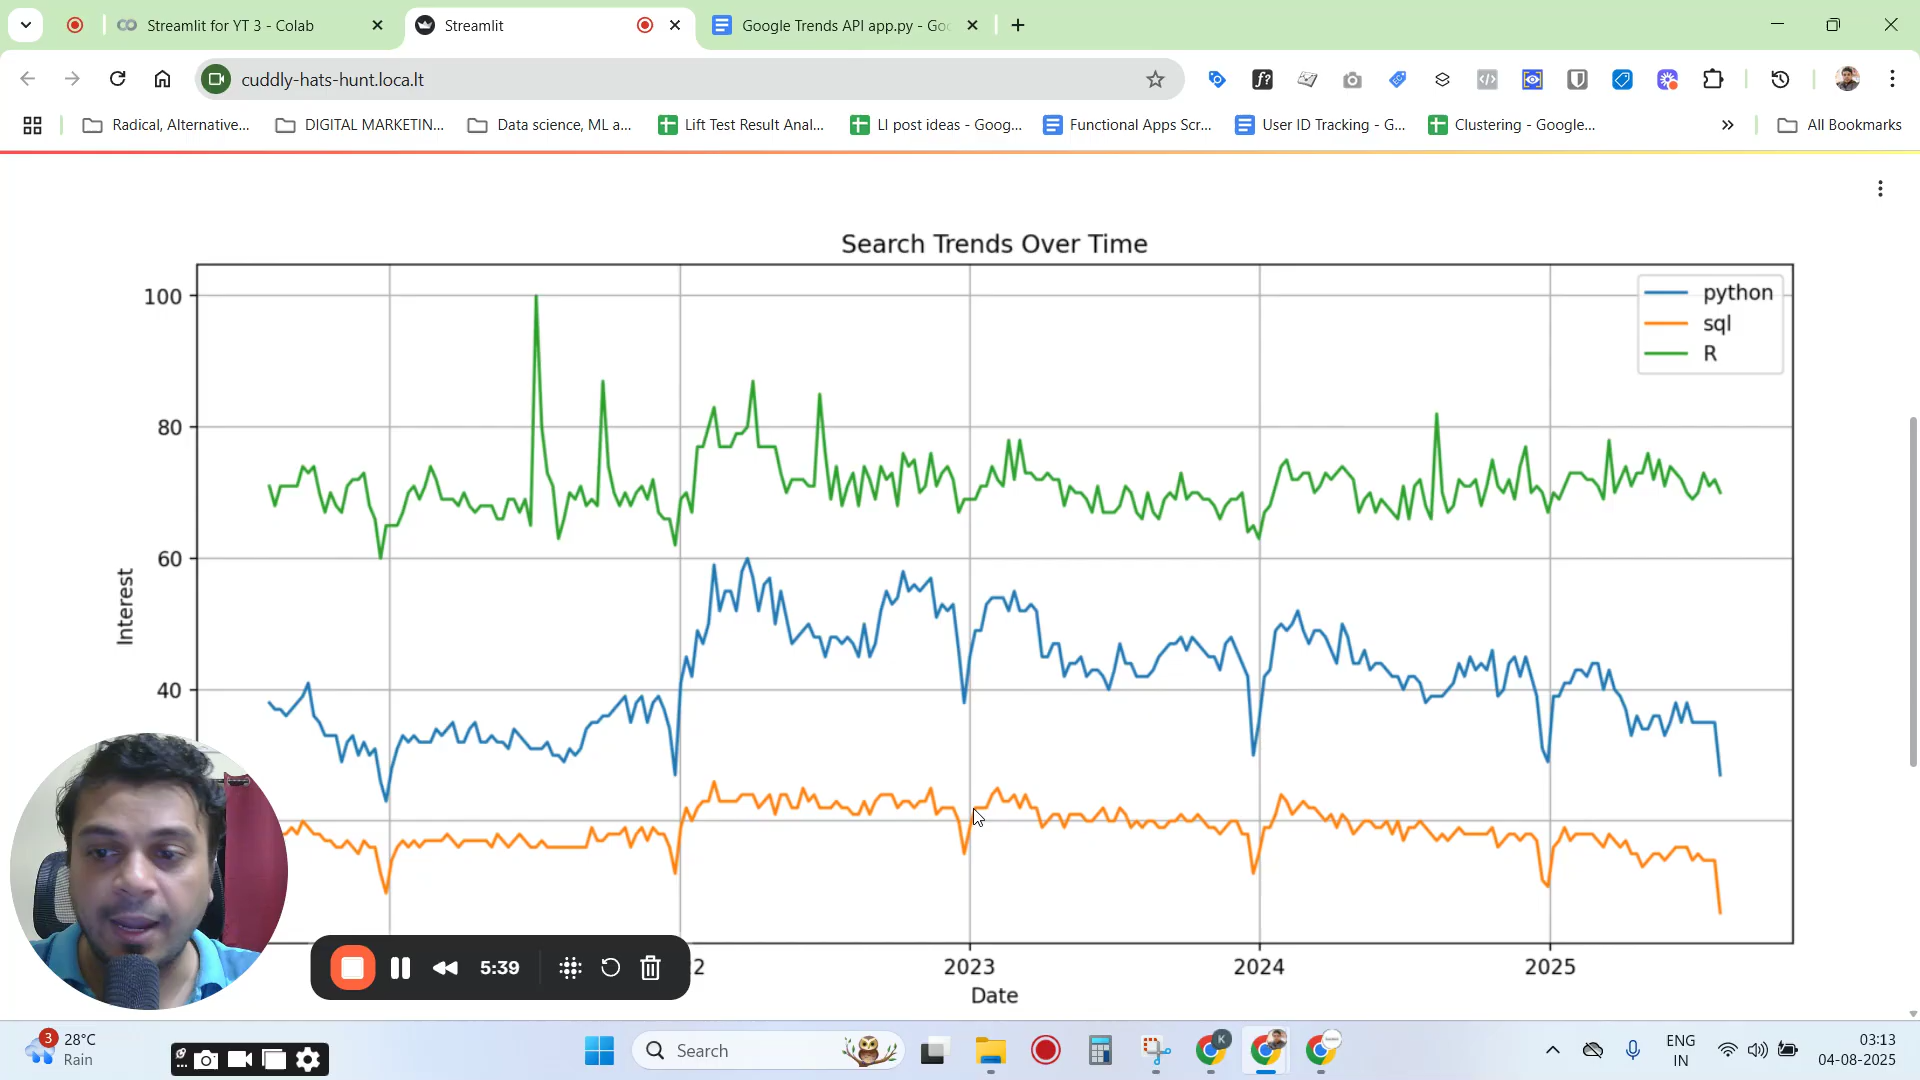 Streamlit for YT 3 - Colab
Streamlit
Google Trends API app.py - Goo
cuddly-hats-hunt.loca.lt
f?
Radical, Alternative...
DIGITAL MARKETIN...
Data science, ML a...
Lift Test Result Anal...
LI post ideas - Goog...
Functional Apps Scr...
User ID Tracking - G...
Clustering - Google...
All Bookmarks
Search Trends Over Time
100
80
60
40
Interest
python
sql
R
2
2023
2024
2025
Date
5:39
3
28°C
Rain
Search
K
ENG
IN
03:13
04-08-2025